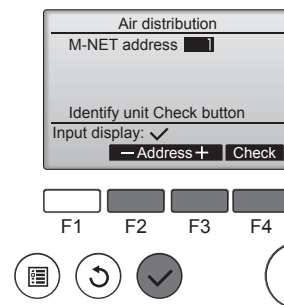 Air distribution
M-NET address 1
Identify unit Check button
Input display: ✓
− Address + Check
F1 F2 F3 F4